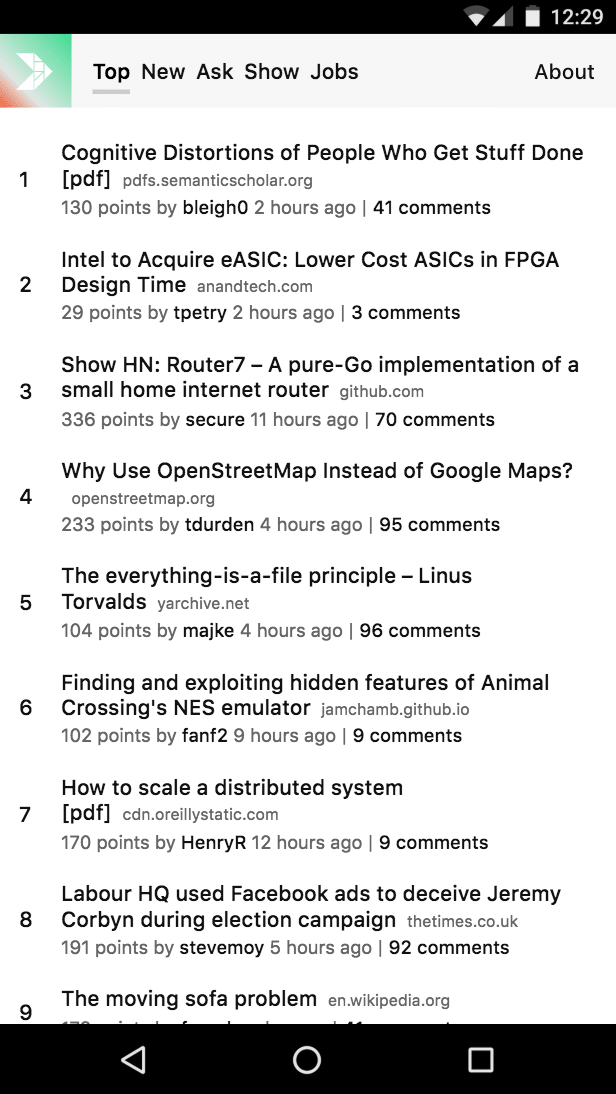 12:29
Top New Ask Show Jobs About
Cognitive Distortions of People Who Get Stuff Done
1 [pdf] pdfs.semanticscholar.org
130 points by bleigh0 2 hours ago | 41 comments
Intel to Acquire eASIC: Lower Cost ASICs in FPGA
2 Design Time anandtech.com
29 points by tpetry 2 hours ago | 3 comments
Show HN: Router7 – A pure-Go implementation of a
3 small home internet router github.com
336 points by secure 11 hours ago | 70 comments
Why Use OpenStreetMap Instead of Google Maps?
4 openstreetmap.org
233 points by tdurden 4 hours ago | 95 comments
The everything-is-a-file principle – Linus
5 Torvalds yarchive.net
104 points by majke 4 hours ago | 96 comments
Finding and exploiting hidden features of Animal
6 Crossing's NES emulator jamchamb.github.io
102 points by fanf2 9 hours ago | 9 comments
How to scale a distributed system
7 [pdf] cdn.oreillystatic.com
170 points by HenryR 12 hours ago | 9 comments
Labour HQ used Facebook ads to deceive Jeremy
8 Corbyn during election campaign thetimes.co.uk
191 points by stevemoy 5 hours ago | 92 comments
9 The moving sofa problem en.wikipedia.org